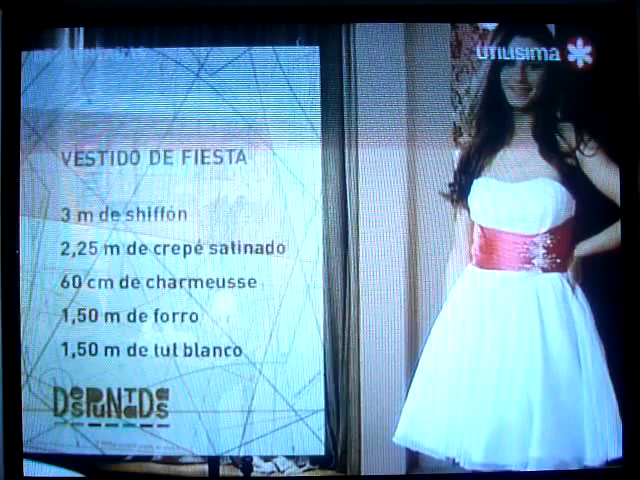 utilisima
VESTIDO DE FIESTA
3 m de shiffón
2,25 m de crepé satinado
60 cm de charmeusse
1,50 m de forro
1,50 m de tul blanco
DesPuNTaDas